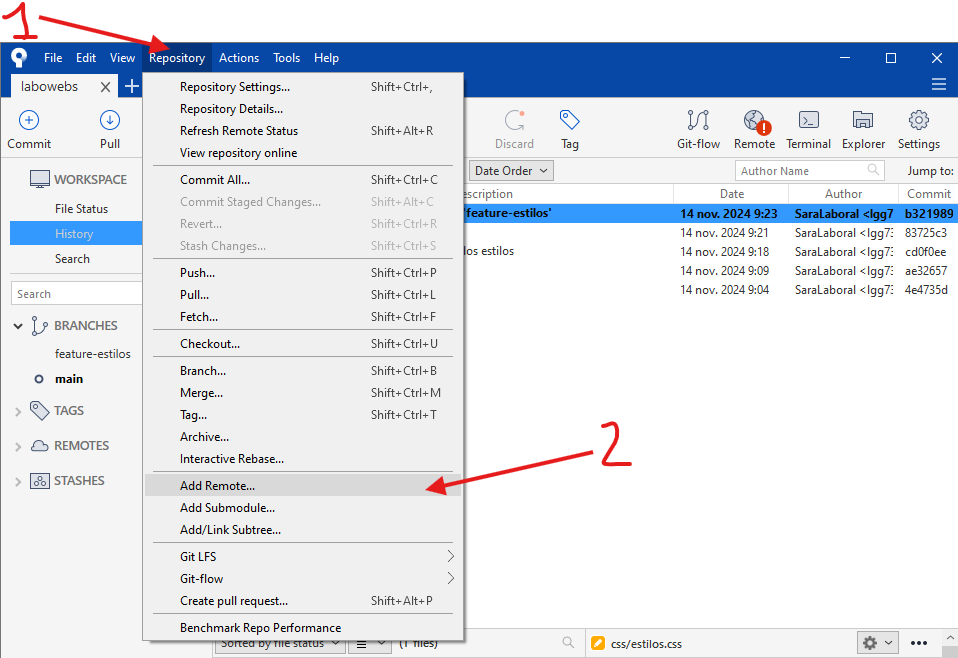 1
File Edit View Repository Actions Tools Help
labowebs
Commit
Pull
Discard
Tag
Git-flow
Remote
Terminal
Explorer
Settings
WORKSPACE
File Status
History
Search
Search
BRANCHES
feature-estilos
main
TAGS
REMOTES
STASHES
Repository Settings... Shift+Ctrl+,
Repository Details...
Refresh Remote Status Shift+Alt+R
View repository online
Commit All... Shift+Ctrl+C
Commit Staged Changes... Shift+Alt+C
Revert... Shift+Ctrl+R
Stash Changes... Shift+Ctrl+S
Push... Shift+Ctrl+P
Pull... Shift+Ctrl+L
Fetch... Shift+Ctrl+F
Checkout... Shift+Ctrl+U
Branch... Shift+Ctrl+B
Merge... Shift+Ctrl+M
Tag... Shift+Ctrl+T
Archive...
Interactive Rebase...
2
Add Remote...
Add Submodule...
Add/Link Subtree...
Git LFS
Git-flow
Create pull request... Shift+Alt+P
Benchmark Repo Performance
Date Order
Author Name
Jump to:
escription Date Author Commit
'feature-estilos' 14 nov. 2024 9:23 SaraLaboral <lgg7 b321989
14 nov. 2024 9:21 SaraLaboral <lgg7 83725c3
los estilos 14 nov. 2024 9:18 SaraLaboral <lgg7 cd0f0ee
14 nov. 2024 9:09 SaraLaboral <lgg7 ae32657
14 nov. 2024 9:04 SaraLaboral <lgg7 4e4735d
Sorted by file status
(1 files)
css/estilos.css